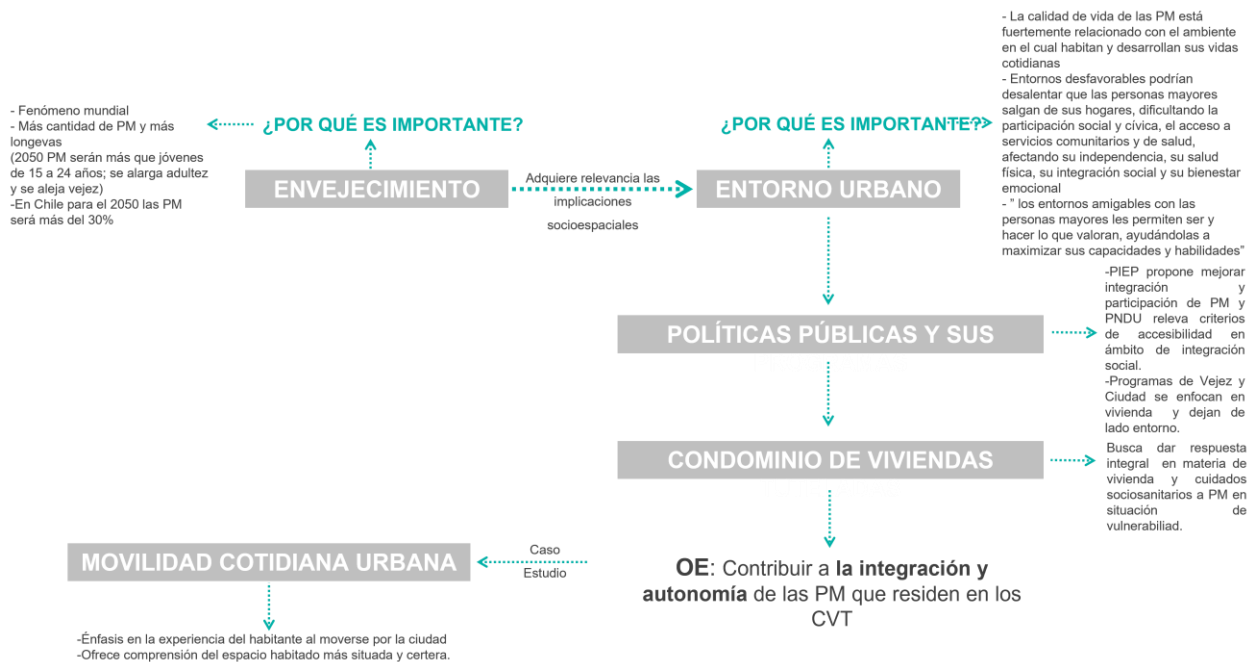 - Fenómeno mundial
- Más cantidad de PM y más
longevas
(2050 PM serán más que jóvenes
de 15 a 24 años; se alarga adultez
y se aleja vejez)
-En Chile para el 2050 las PM
será más del 30%
¿POR QUÉ ES IMPORTANTE?
ENVEJECIMIENTO
Adquiere relevancia las
implicaciones
socioespaciales
¿POR QUÉ ES IMPORTANTE?
ENTORNO URBANO
- La calidad de vida de las PM está
fuertemente relacionado con el ambiente
en el cual habitan y desarrollan sus vidas
cotidianas
- Entornos desfavorables podrían
desalentar que las personas mayores
salgan de sus hogares, dificultando la
participación social y cívica, el acceso a
servicios comunitarios y de salud,
afectando su independencia, su salud
física, su integración social y su bienestar
emocional
- ” los entornos amigables con las
personas mayores les permiten ser y
hacer lo que valoran, ayudándolas a
maximizar sus capacidades y habilidades”
POLÍTICAS PÚBLICAS Y SUS
-PIEP propone mejorar
integración y
participación de PM y
PNDU releva criterios
de accesibilidad en
ámbito de integración
social.
-Programas de Vejez y
Ciudad se enfocan en
vivienda y dejan de
lado entorno.
CONDOMINIO DE VIVIENDAS
Busca dar respuesta
integral en materia de
vivienda y cuidados
sociosanitarios a PM en
situación de
vulnerabiliad.
OE: Contribuir a la integración y
autonomía de las PM que residen en los
CVT
Caso
Estudio
MOVILIDAD COTIDIANA URBANA
-Énfasis en la experiencia del habitante al moverse por la ciudad
-Ofrece comprensión del espacio habitado más situada y certera.